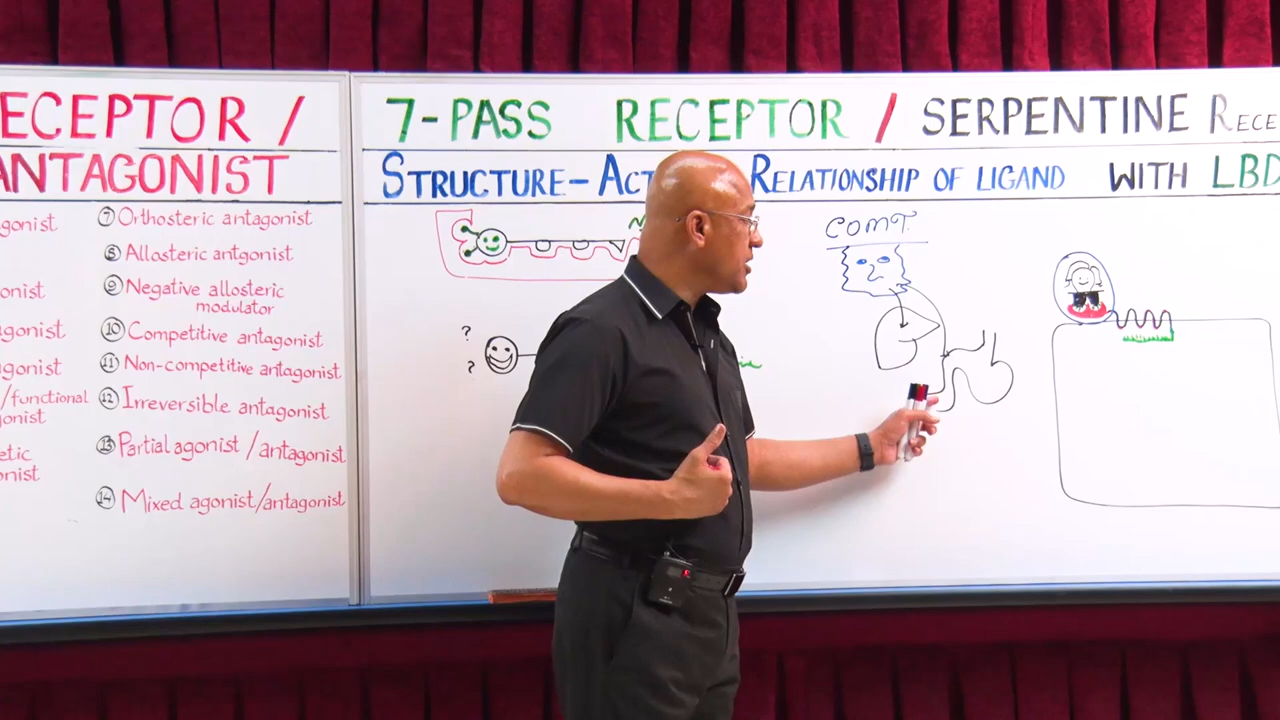 ECEPTOR /
ANTAGONIST
gonist
⑦ Orthosteric antagonist
⑧ Allosteric antgonist
onist
⑨ Negative allosteric
modulator
agonist
⑩ Competitive antagonist
agonist
⑪ Non-competitive antagonist
/functional
gonist
⑫ Irreversible antagonist
etic
onist
⑬ Partial agonist /antagonist
⑭ Mixed agonist/antagonist
7-PASS RECEPTOR / SERPENTINE RECE
STRUCTURE-ACT RELATIONSHIP OF LIGAND WITH LBD
COMT.
?
?